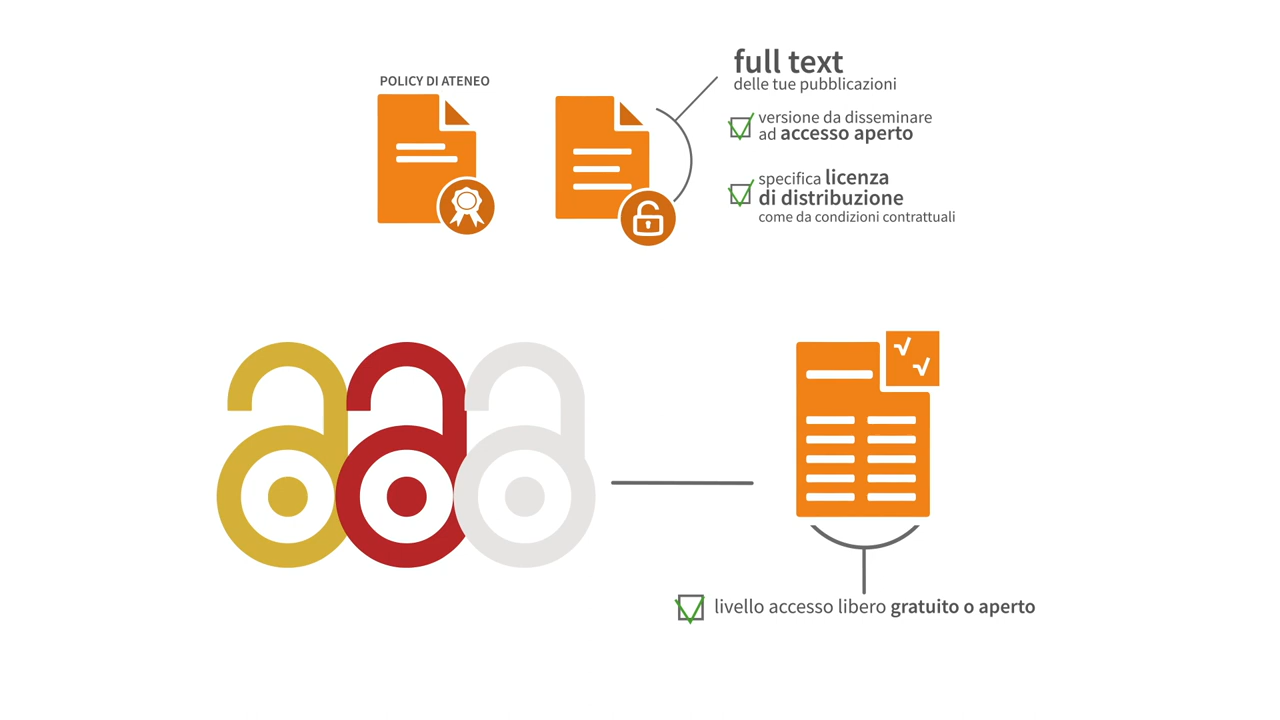 POLICY DI ATENEO
full text
delle tue pubblicazioni
versione da disseminare
ad accesso aperto
specifica licenza
di distribuzione
come da condizioni contrattuali
livello accesso libero gratuito o aperto